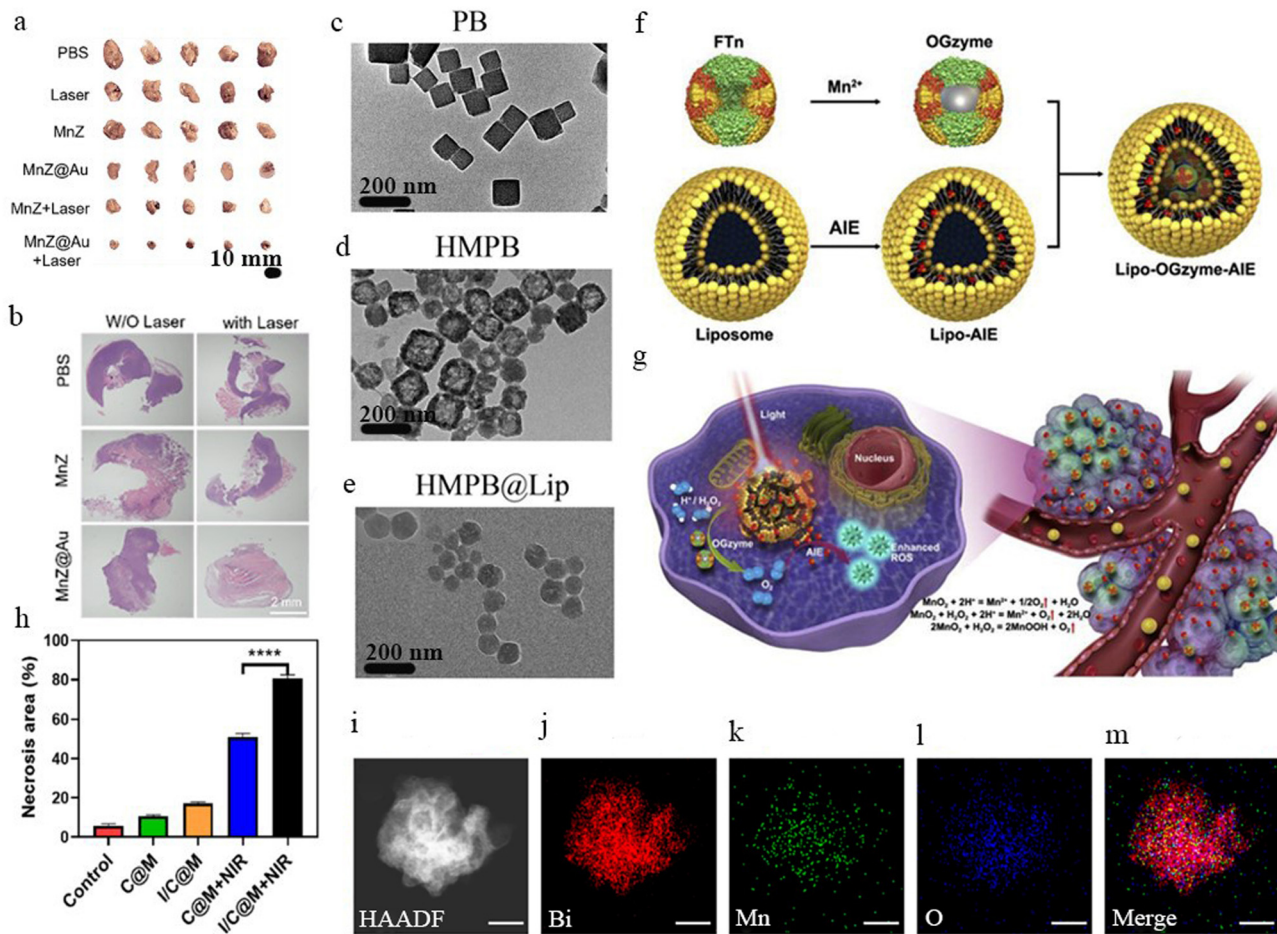 a
PBS
Laser
MnZ
MnZ@Au
MnZ+Laser
MnZ@Au
+Laser
10 mm
b
W/O Laser
with Laser
PBS
MnZ
MnZ@Au
2 mm
c
PB
200 nm
d
HMPB
200 nm
e
HMPB@Lip
200 nm
f
FTn
OGzyme
Mn²⁺
AIE
Liposome
Lipo-AIE
Lipo-OGzyme-AIE
g
Light
Nucleus
H⁺ / H₂O₂
OGzyme
AIE
O₂
Enhanced
ROS
MnO₂ + 2H⁺ = Mn²⁺ + 1/2O₂↑ + H₂O
MnO₂ + H₂O₂ + 2H⁺ = Mn²⁺ + O₂↑ + 2H₂O
2MnO₂ + H₂O₂ = 2MnOOH + O₂↑
h
Necrosis area (%)
100
80
60
40
20
0
****
Control
C@M
I/C@M
C@M+NIR
I/C@M+NIR
i
HAADF
j
Bi
k
Mn
l
O
m
Merge